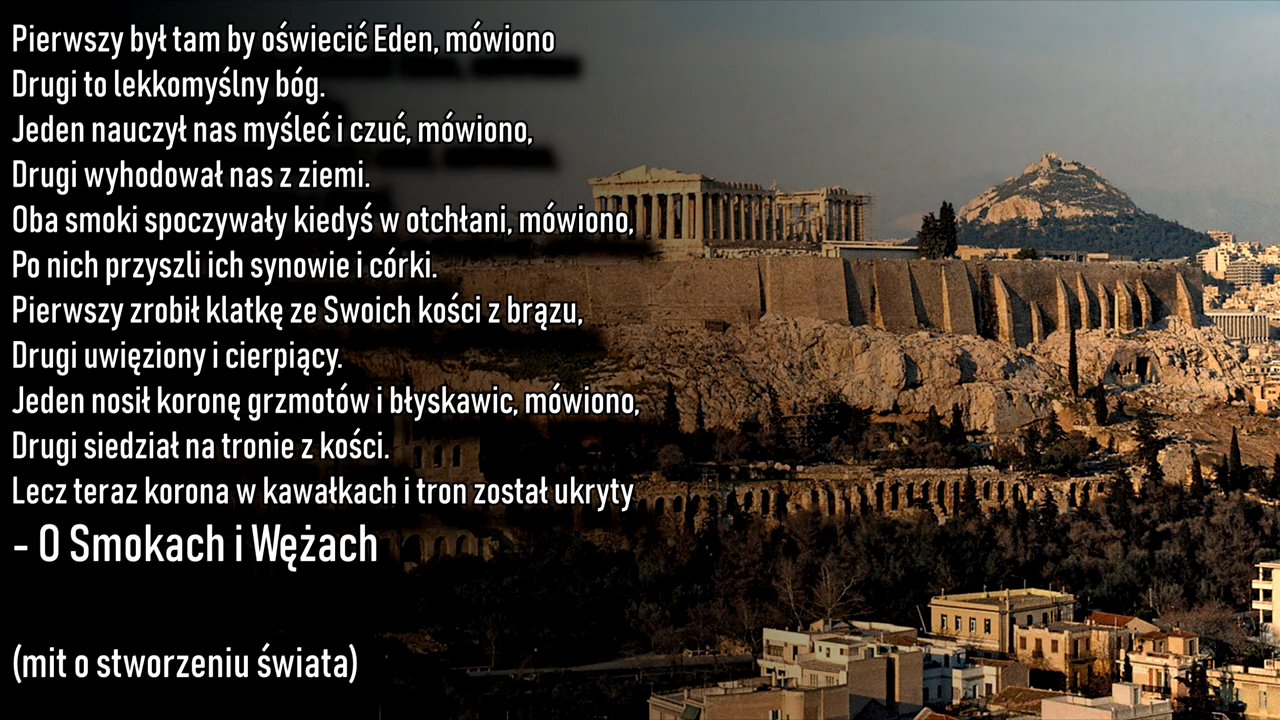 Pierwszy był tam by oświecić Eden, mówiono
Drugi to lekkomyślny bóg.
Jeden nauczył nas myśleć i czuć, mówiono,
Drugi wyhodował nas z ziemi.
Oba smoki spoczywały kiedyś w otchłani, mówiono,
Po nich przyszli ich synowie i córki.
Pierwszy zrobił klatkę ze Swoich kości z brązu,
Drugi uwięziony i cierpiący.
Jeden nosił koronę grzmotów i błyskawic, mówiono,
Drugi siedział na tronie z kości.
Lecz teraz korona w kawałkach i tron został ukryty
- O Smokach i Wężach
(mit o stworzeniu świata)